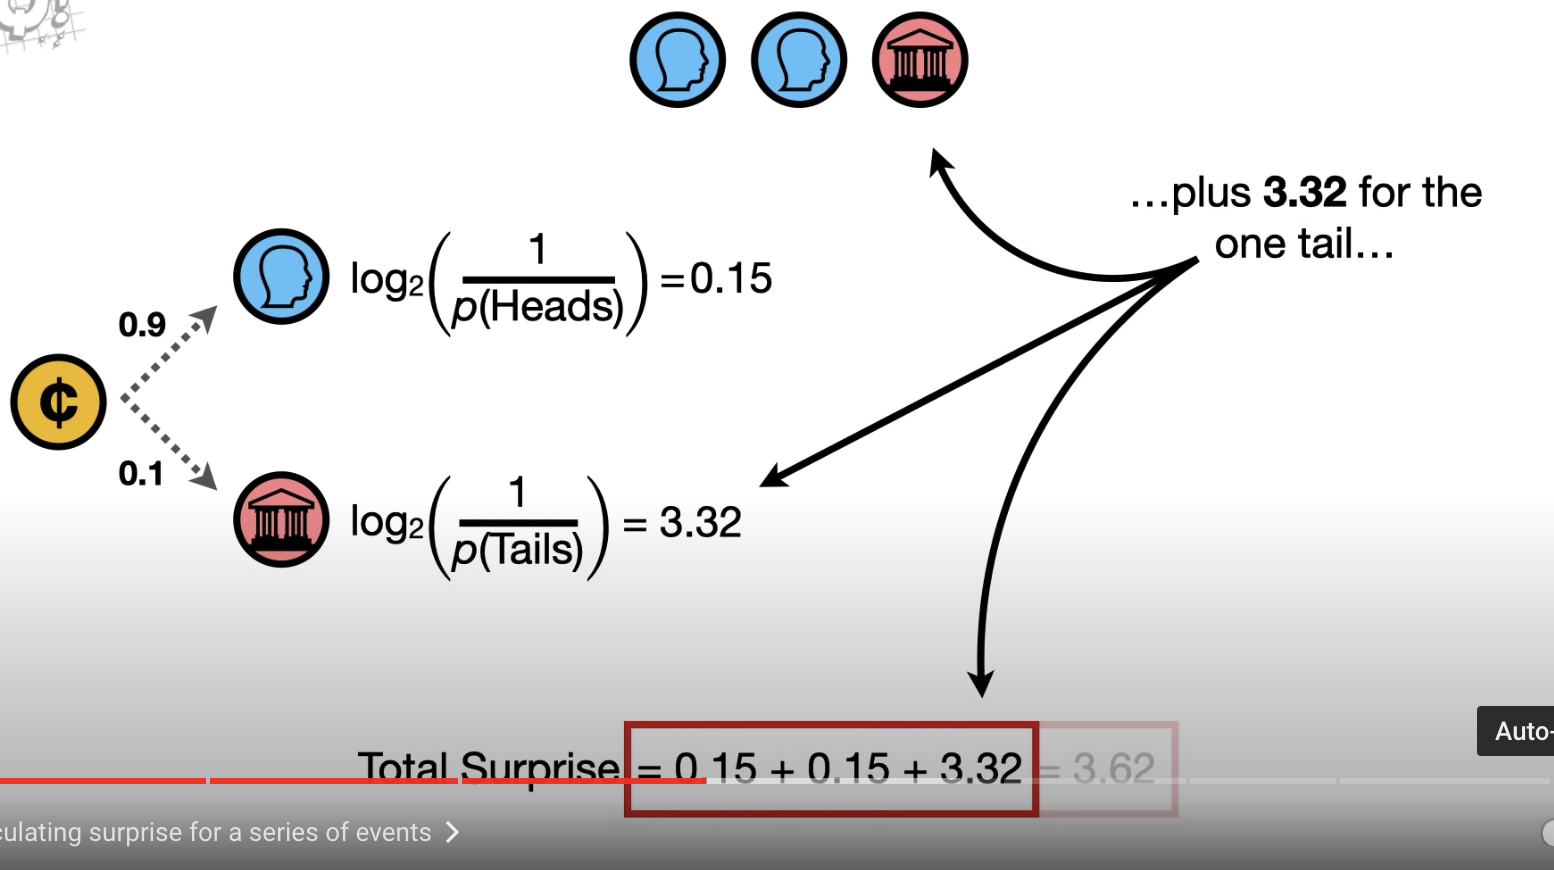 ...plus 3.32 for the
one tail...
log₂(1/p(Heads)) =0.15
0.9
¢
0.1
log₂(1/p(Tails)) = 3.32
Auto-
Total Surprise = 0.15 + 0.15 + 3.32 = 3.62
culating surprise for a series of events